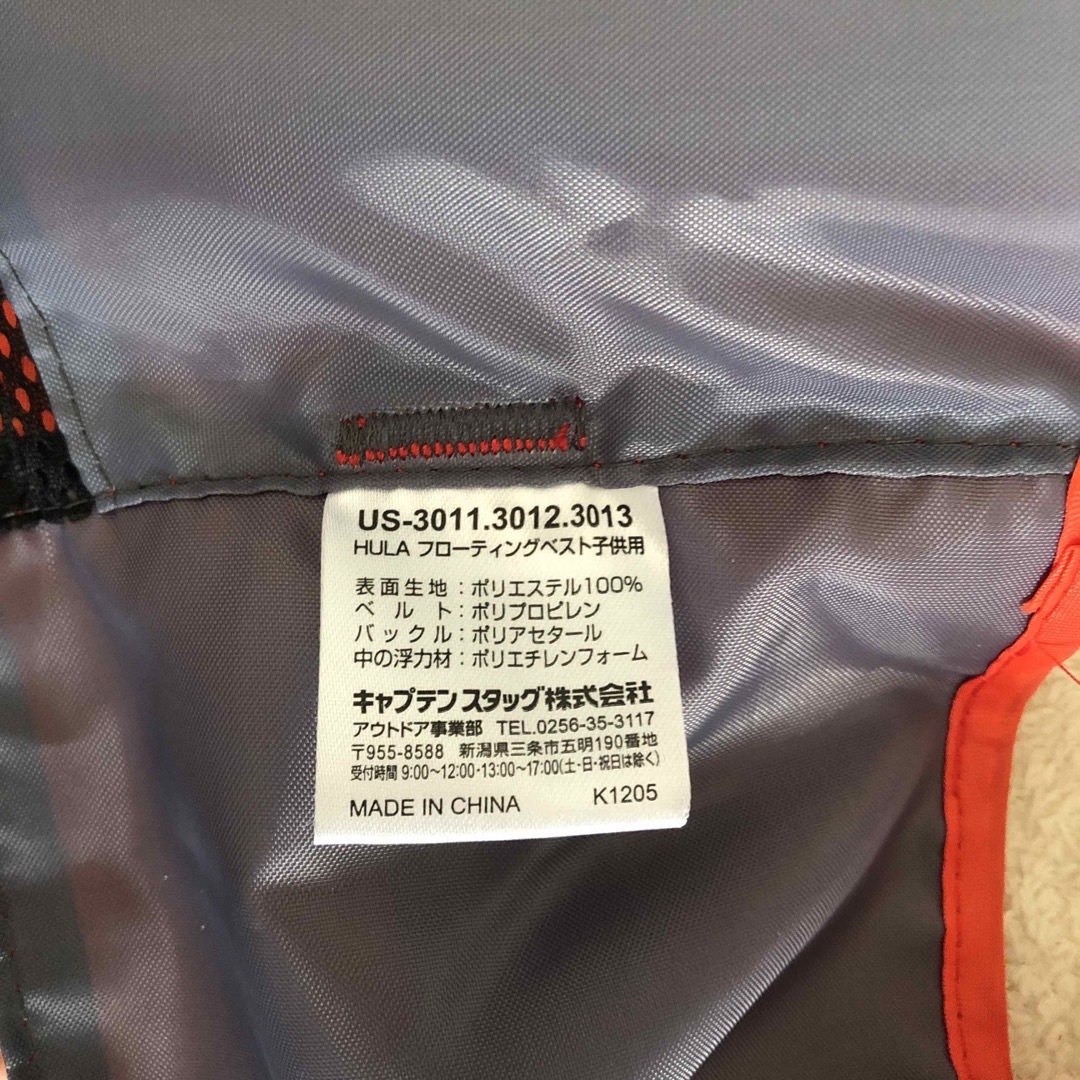 US-3011.3012.3013
HULA フローティングベスト子供用
表面生地：ポリエステル100%
ベルト：ポリプロピレン
バックル：ポリアセタール
中の浮力材：ポリエチレンフォーム
キャプテンスタッグ株式会社
アウトドア事業部 TEL.0256-35-3117
〒955-8588 新潟県三条市五明190番地
受付時間 9:00〜12:00・13:00〜17:00(土・日・祝日は除く)
MADE IN CHINA K1205